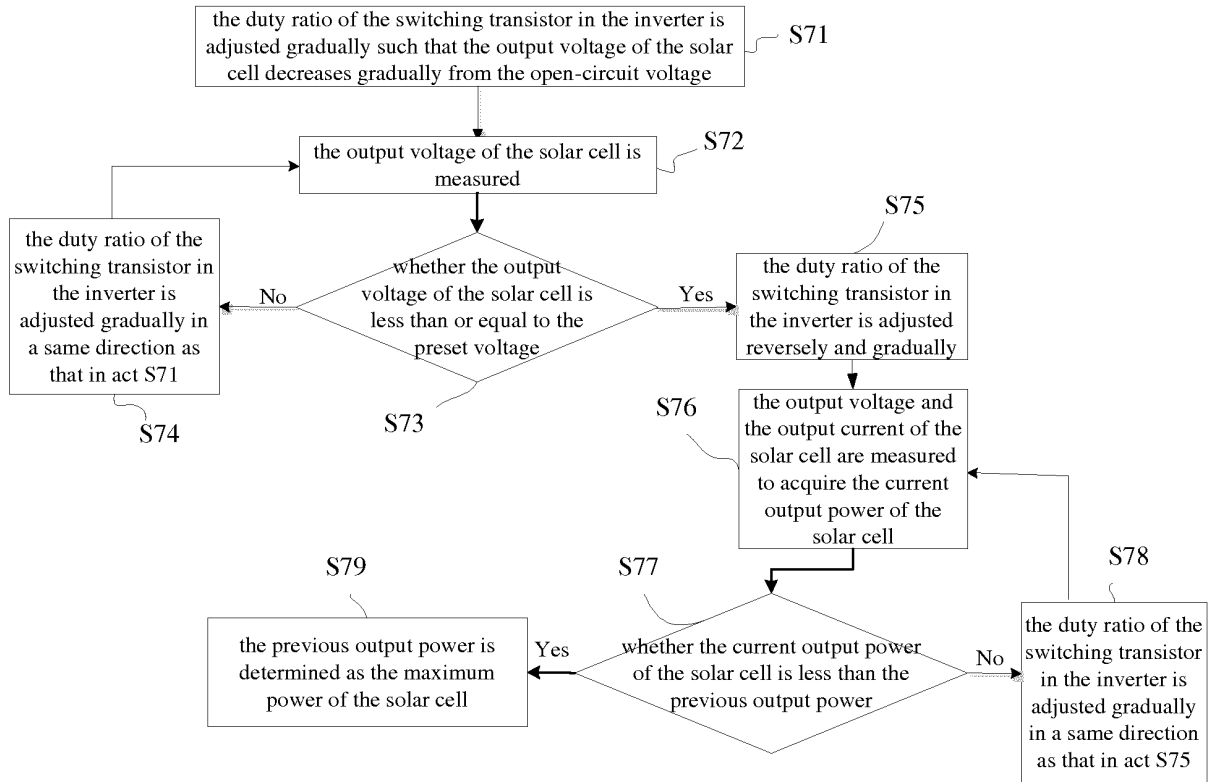 the duty ratio of the switching transistor in the inverter is
adjusted gradually such that the output voltage of the solar
cell decreases gradually from the open-circuit voltage
S71
the output voltage of the solar cell is
measured
S72
whether the output
voltage of the solar cell is
less than or equal to the
preset voltage
S73
No
Yes
the duty ratio of the
switching transistor in
the inverter is
adjusted gradually in
a same direction as
that in act S71
S74
S75
the duty ratio of the
switching transistor in
the inverter is adjusted
reversely and gradually
S76
the output voltage and
the output current of the
solar cell are measured
to acquire the current
output power of the
solar cell
S77
whether the current output power
of the solar cell is less than the
previous output power
Yes
No
S79
the previous output power is
determined as the maximum
power of the solar cell
S78
the duty ratio of the
switching transistor
in the inverter is
adjusted gradually
in a same direction
as that in act S75